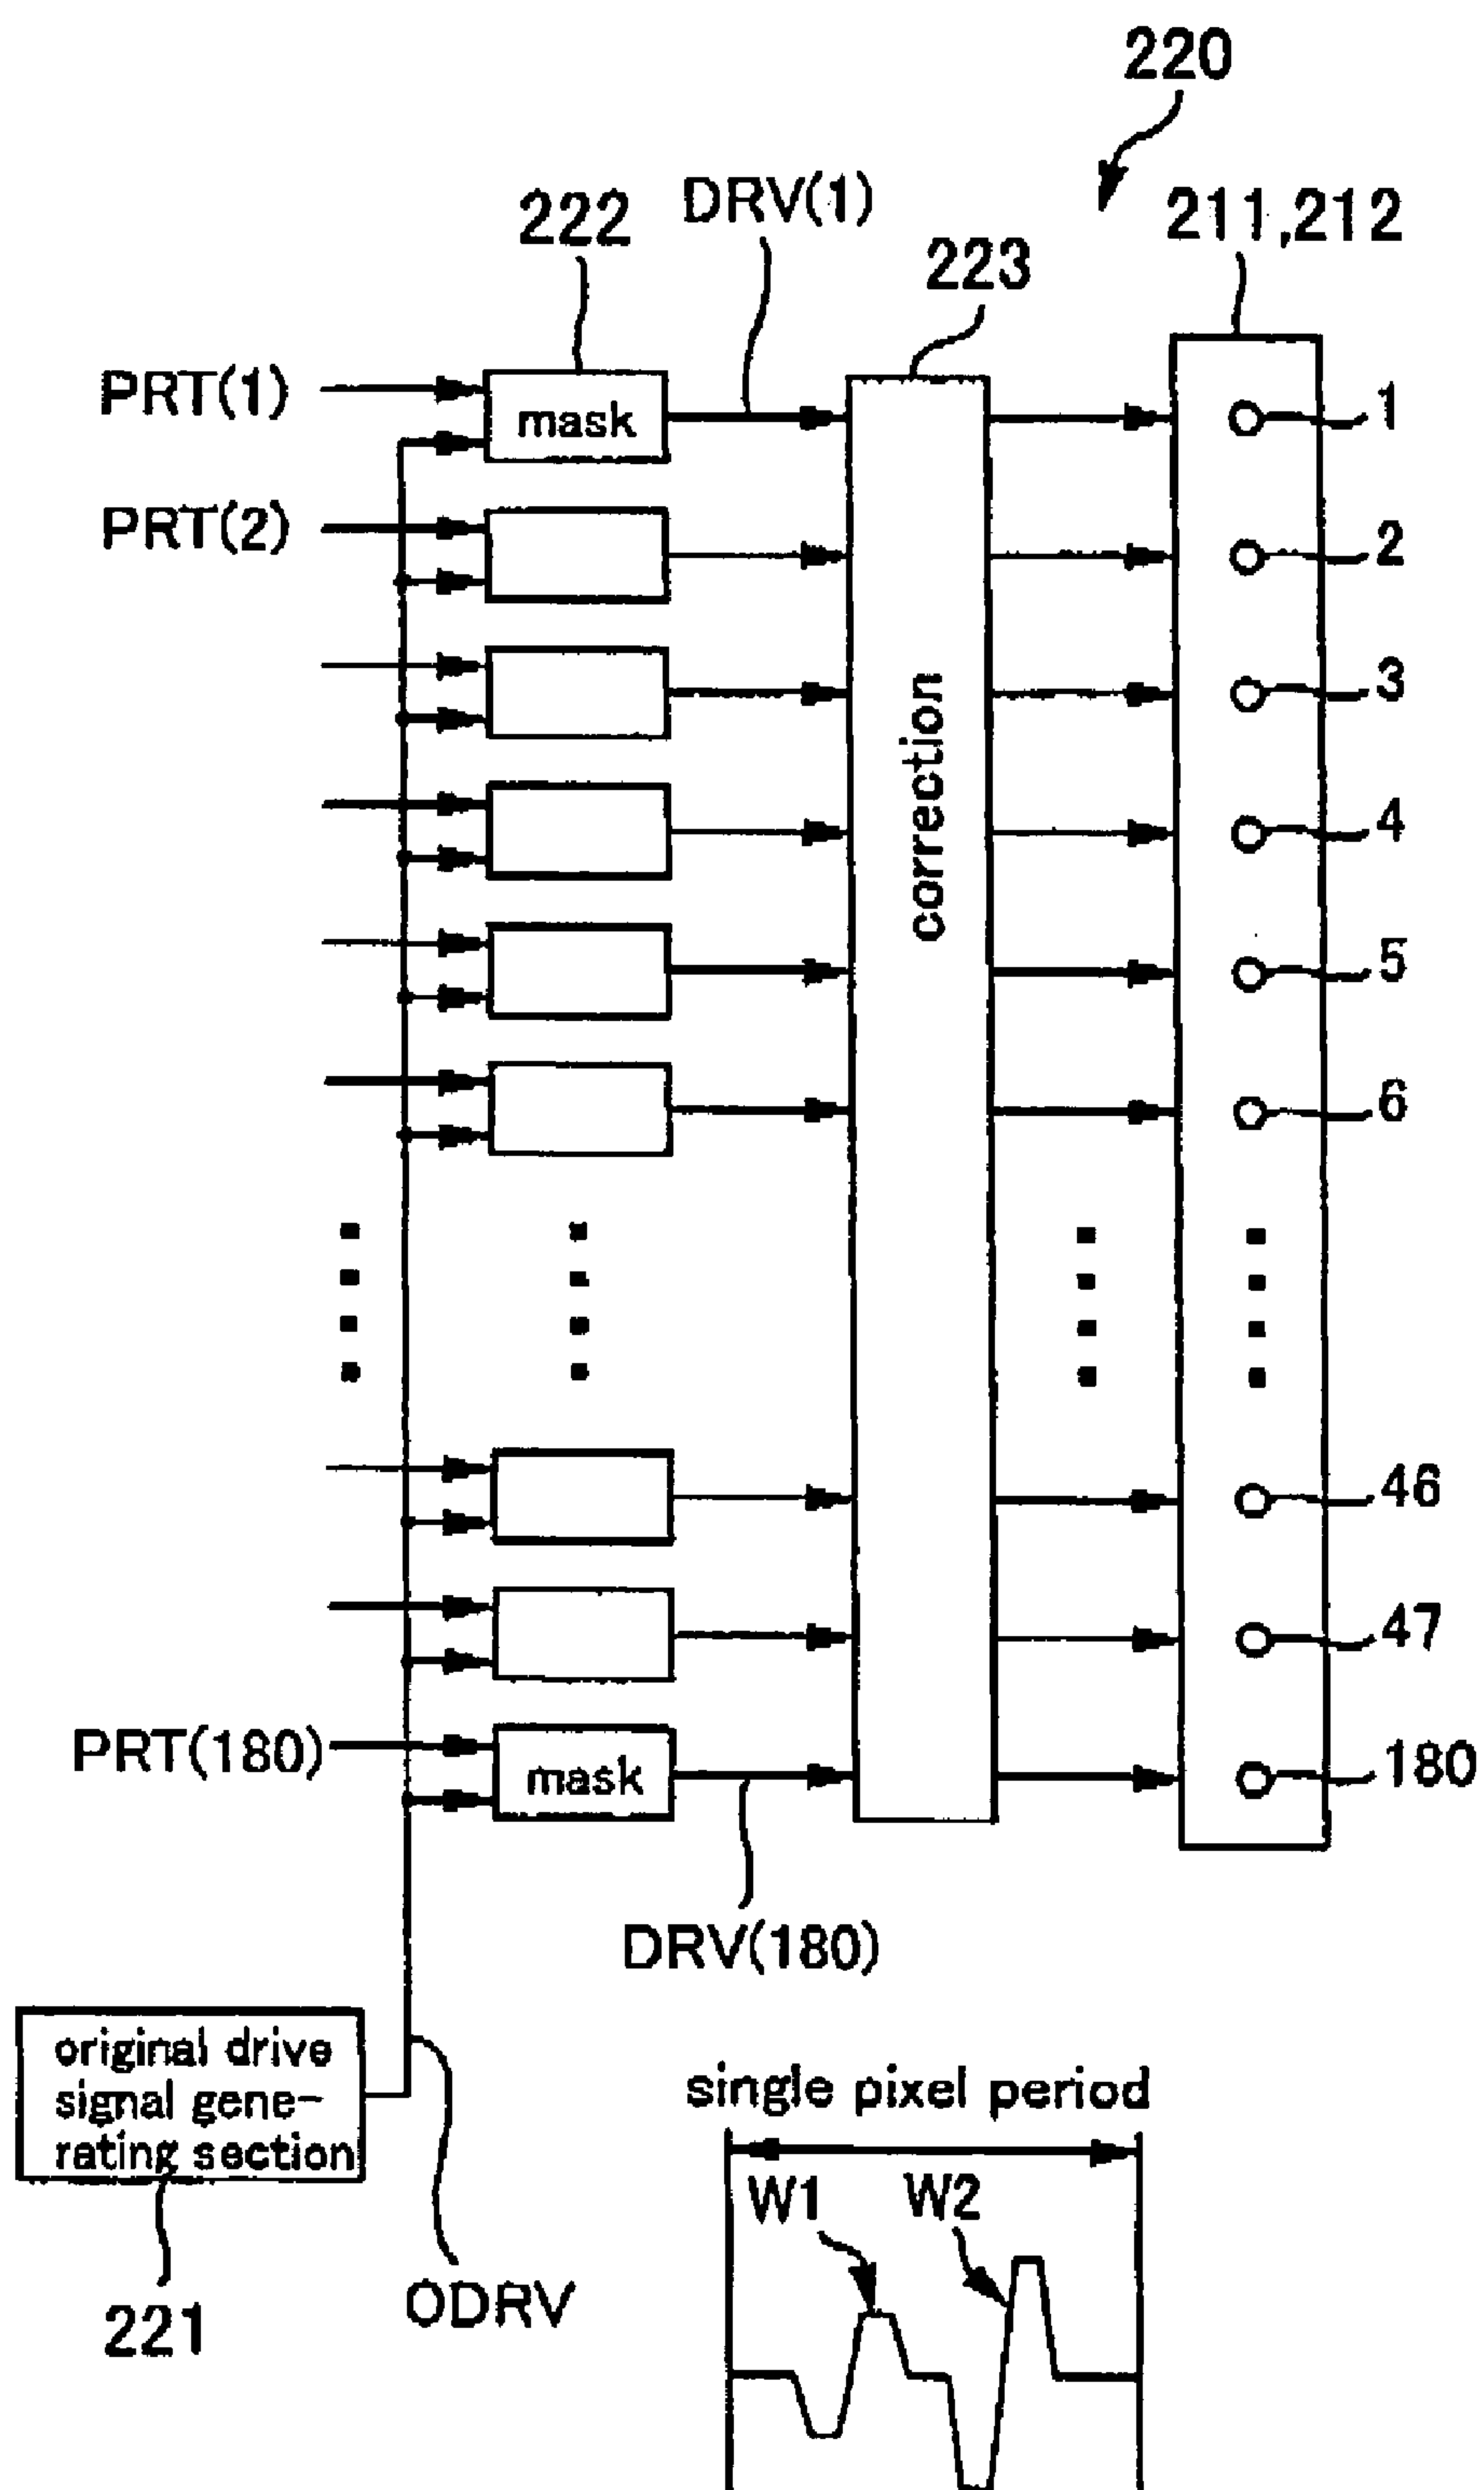 220
211,212
222
DRV(1)
223
PRT(1)
mask
1
PRT(2)
2
3
correction
4
5
6
46
47
PRT(180)
mask
180
DRV(180)
original drive
signal gene-
rating section
single pixel period
W1
W2
221
ODRV